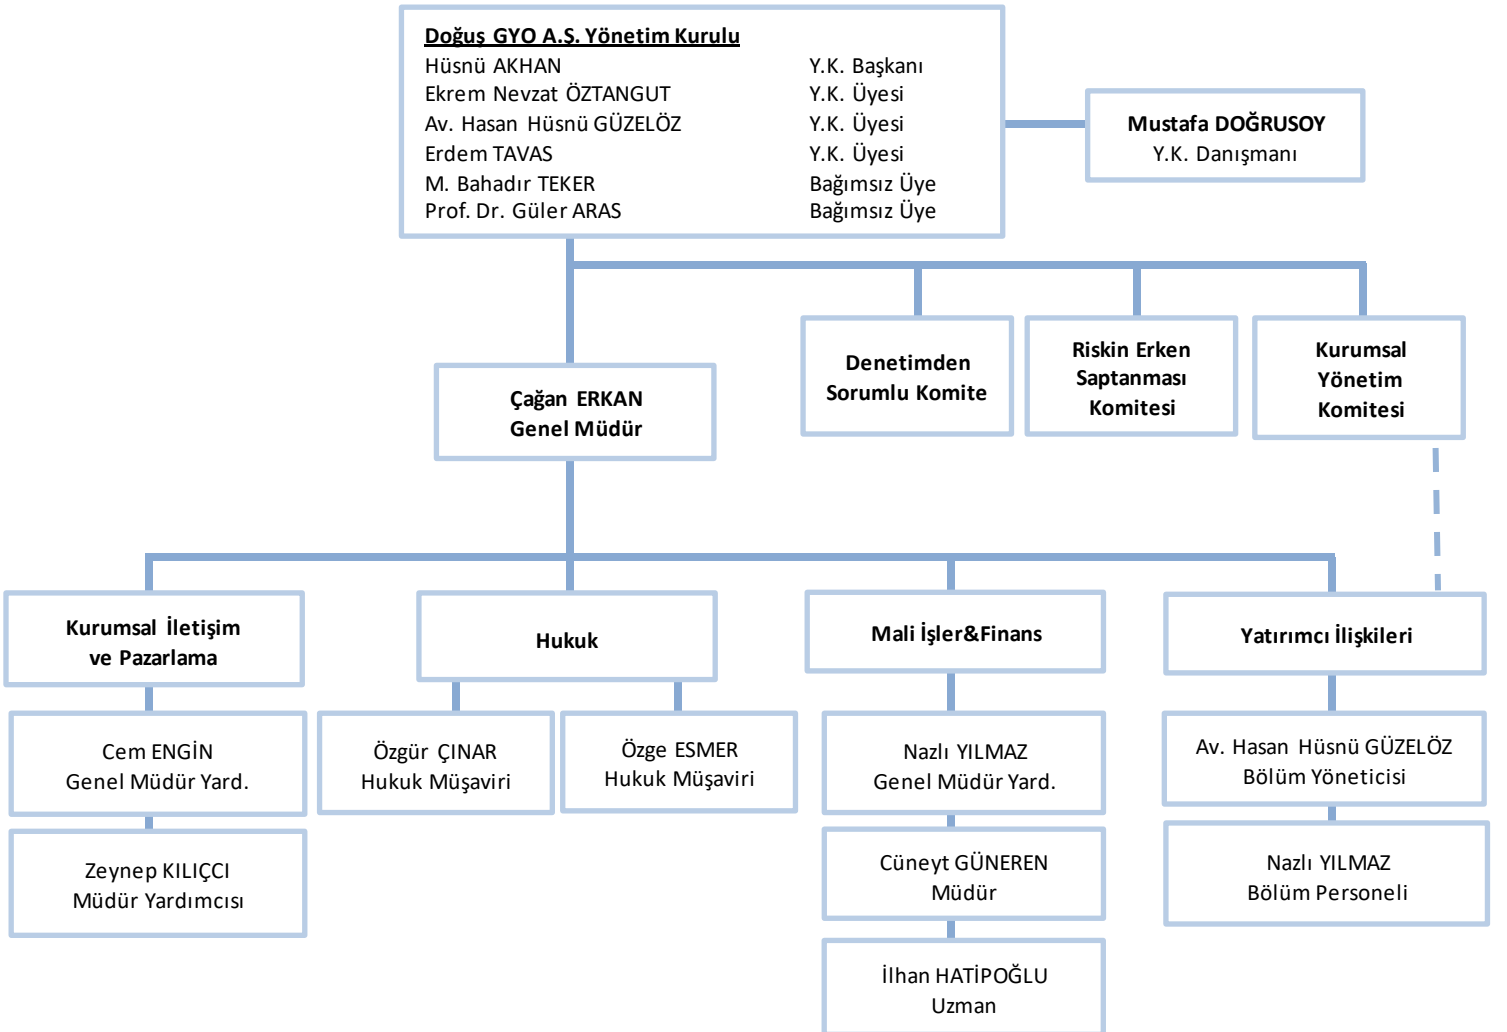 Doğuş GYO A.Ş. Yönetim Kurulu
Hüsnü AKHAN Y.K. Başkanı
Ekrem Nevzat ÖZTANGUT Y.K. Üyesi
Av. Hasan Hüsnü GÜZELÖZ Y.K. Üyesi
Erdem TAVAS Y.K. Üyesi
M. Bahadır TEKER Bağımsız Üye
Prof. Dr. Güler ARAS Bağımsız Üye
Mustafa DOĞRUSOY
Y.K. Danışmanı
Denetimden
Sorumlu Komite
Riskin Erken
Saptanması
Komitesi
Kurumsal
Yönetim
Komitesi
Çağan ERKAN
Genel Müdür
Kurumsal İletişim
ve Pazarlama
Hukuk
Mali İşler&Finans
Yatırımcı İlişkileri
Cem ENGİN
Genel Müdür Yard.
Özgür ÇINAR
Hukuk Müşaviri
Özge ESMER
Hukuk Müşaviri
Nazlı YILMAZ
Genel Müdür Yard.
Av. Hasan Hüsnü GÜZELÖZ
Bölüm Yöneticisi
Zeynep KILIÇCI
Müdür Yardımcısı
Cüneyt GÜNEREN
Müdür
Nazlı YILMAZ
Bölüm Personeli
İlhan HATİPOĞLU
Uzman